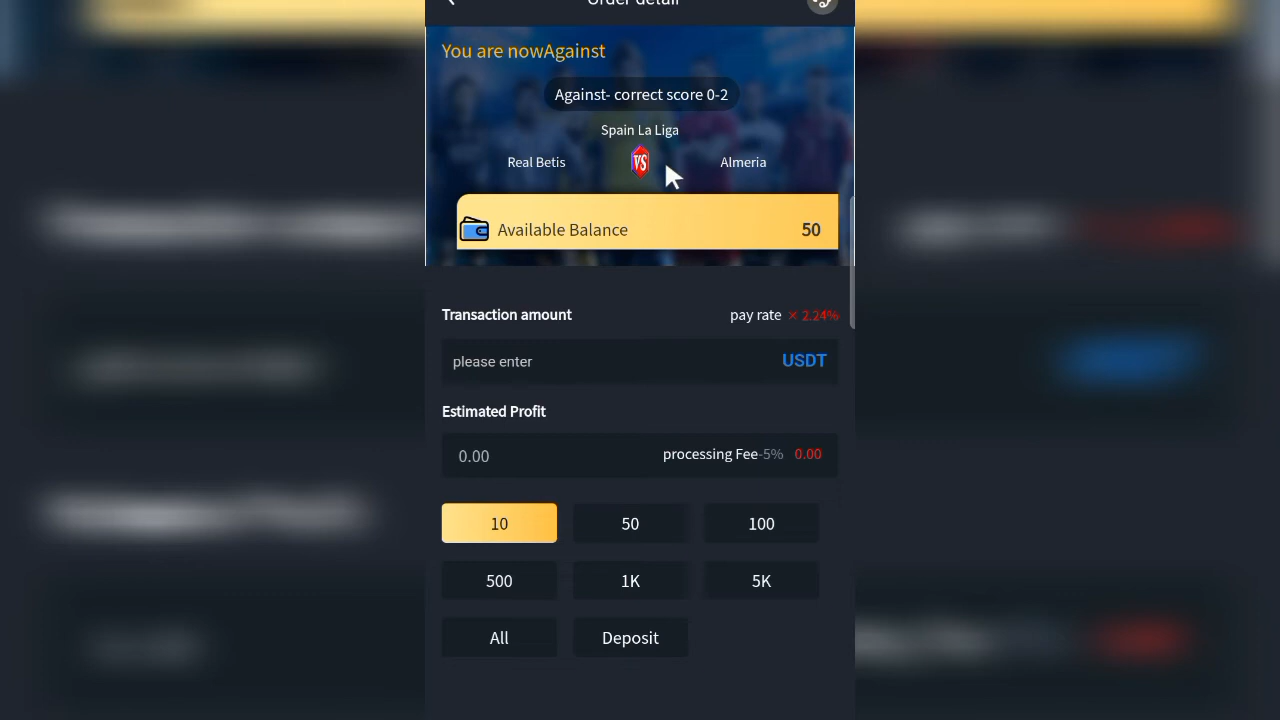 Order detail
You are nowAgainst
Against- correct score 0-2
Spain La Liga
Real Betis VS Almeria
Available Balance 50
Transaction amount pay rate × 2.24%
please enter USDT
Estimated Profit
0.00 processing Fee-5% 0.00
10 50 100
500 1K 5K
All Deposit